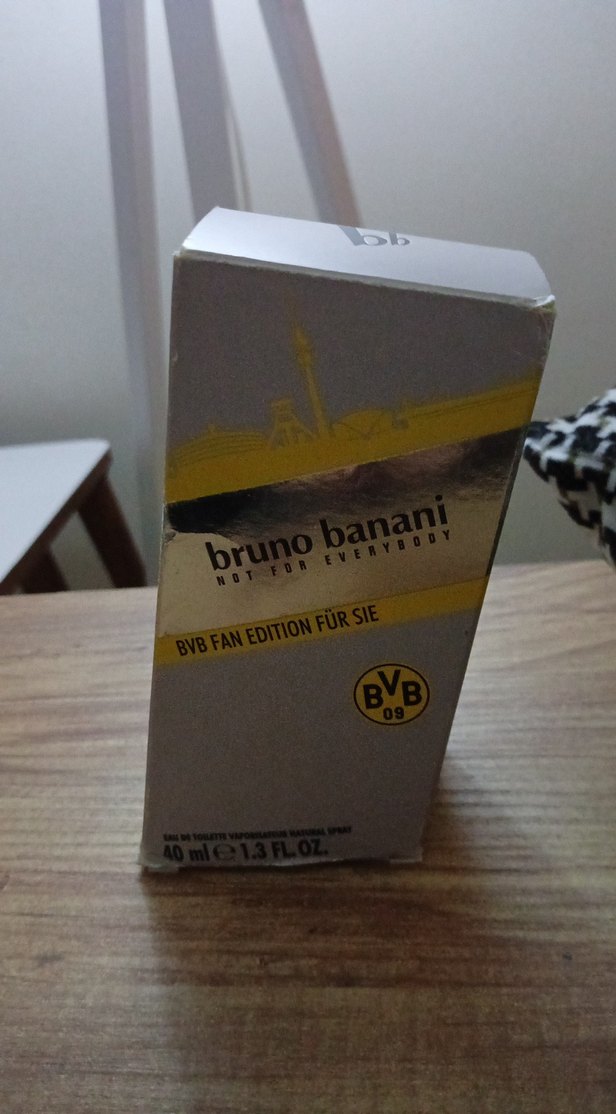 bb
bruno banani
NOT FOR EVERYBODY
BVB FAN EDITION FÜR SIE
BVB
09
EAU DE TOILETTE VAPORISATEUR NATURAL SPRAY
40 ml ℮ 1.3 FL. OZ.